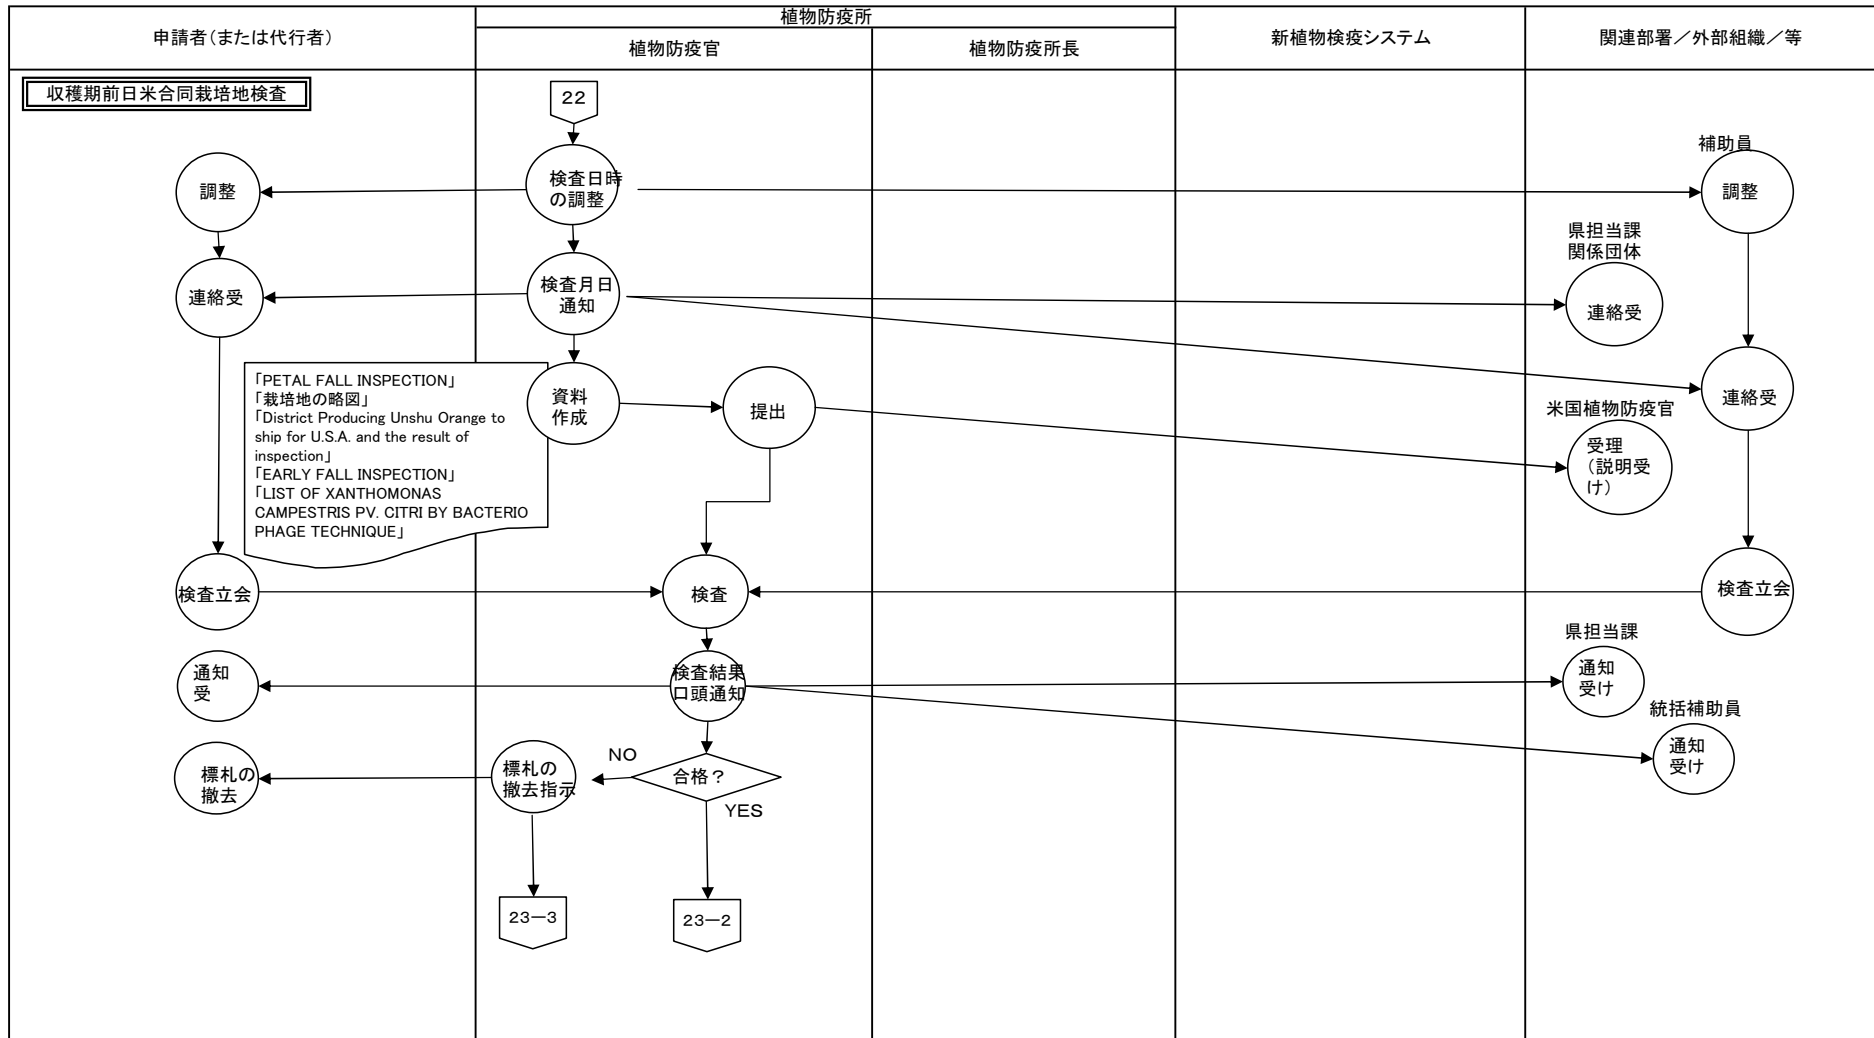 植物防疫所
申請者(または代行者)
植物防疫官
植物防疫所長
新植物検疫システム
関連部署/外部組織/等
収穫期前日米合同栽培地検査
22
補助員
調整
検査日時
の調整
調整
県担当課
関係団体
連絡受
検査月日
通知
連絡受
「PETAL FALL INSPECTION」
「栽培地の略図」
「District Producing Unshu Orange to
ship for U.S.A. and the result of
inspection」
「EARLY FALL INSPECTION」
「LIST OF XANTHOMONAS
CAMPESTRIS PV. CITRI BY BACTERIO
PHAGE TECHNIQUE」
資料
作成
提出
連絡受
米国植物防疫官
受理
(説明受
け)
検査立会
検査
検査立会
県担当課
通知
受
検査結果
口頭通知
通知
受け
統括補助員
通知
受け
標札の
撤去
標札の
撤去指示
NO
合格?
YES
23-3
23-2